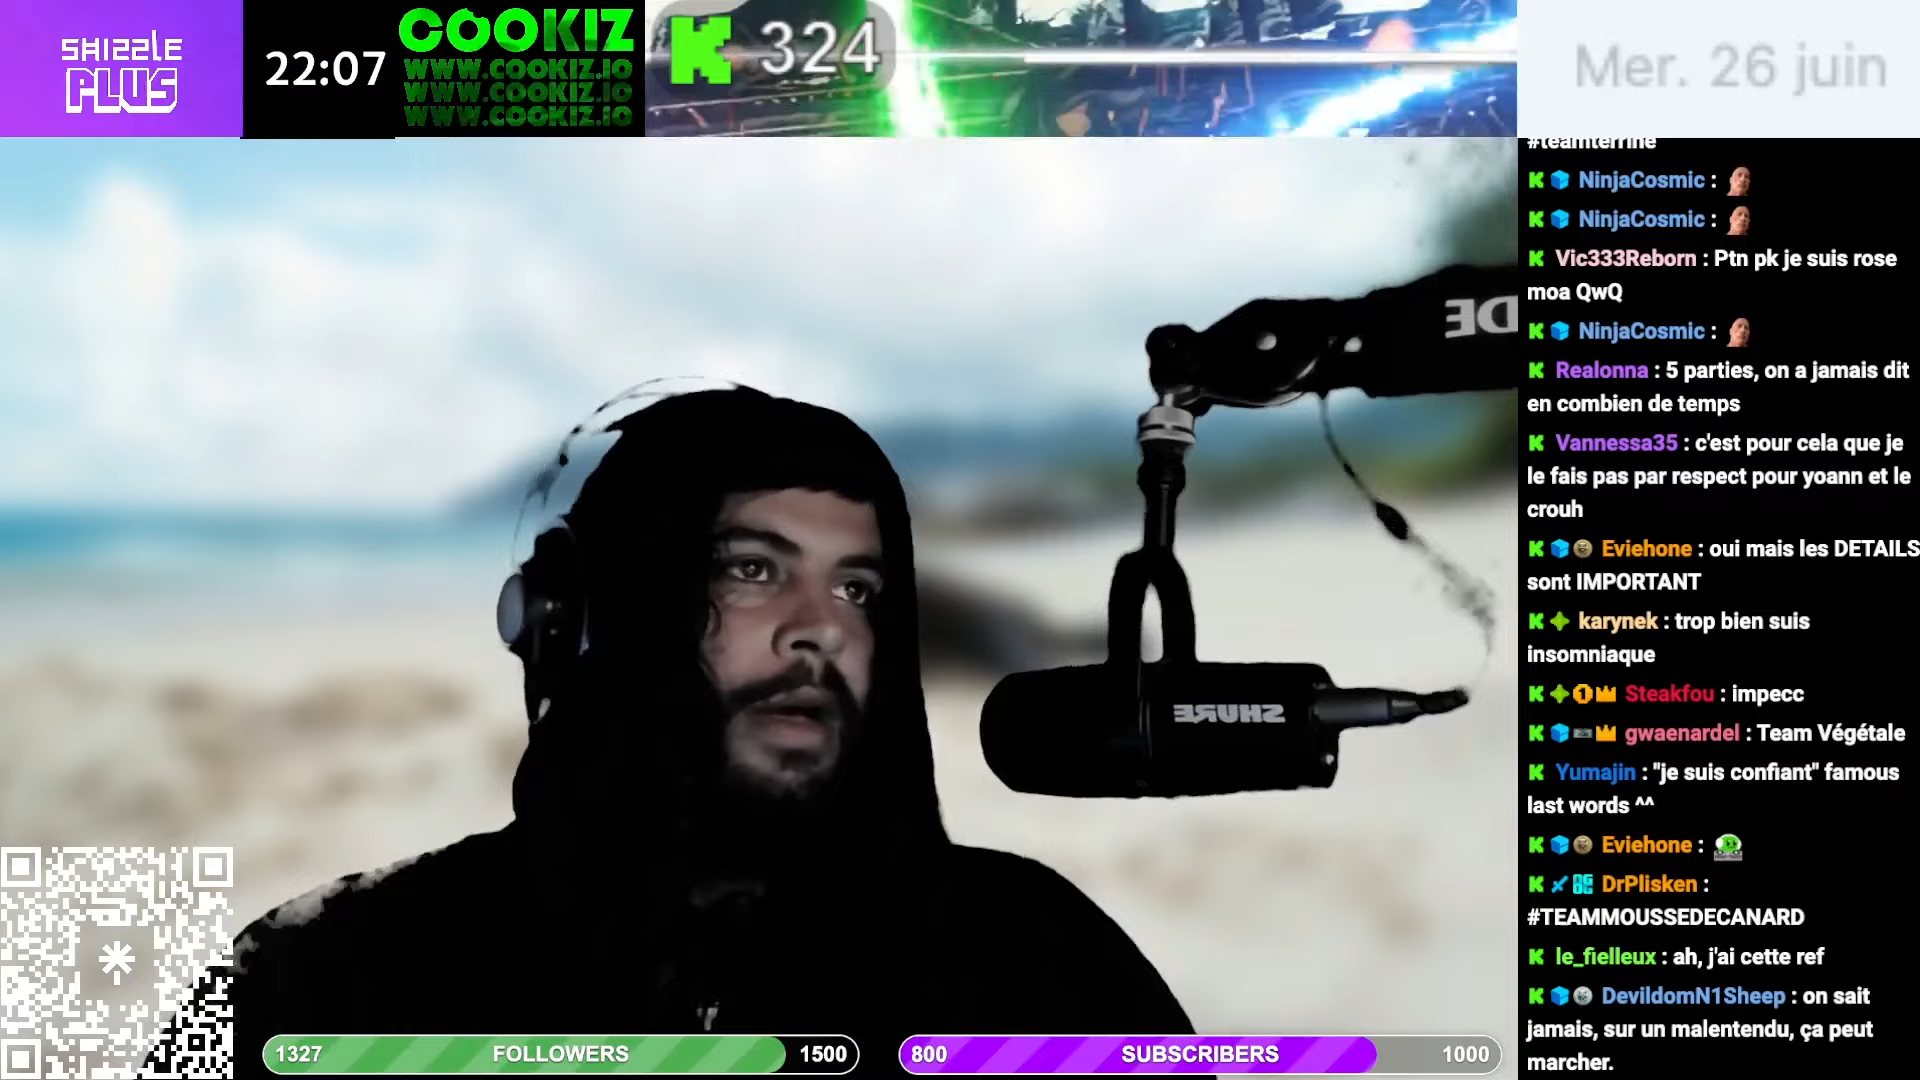 SHIZZLE
PLUS
22:07
COOKIZ
WWW.COOKIZ.IO
WWW.COOKIZ.IO
WWW.COOKIZ.IO
324
Mer. 26 juin
#teamterrine
NinjaCosmic :
NinjaCosmic :
Vic333Reborn : Ptn pk je suis rose
moa QwQ
NinjaCosmic :
Realonna : 5 parties, on a jamais dit
en combien de temps
Vannessa35 : c'est pour cela que je
le fais pas par respect pour yoann et le
crouh
Eviehone : oui mais les DETAILS
sont IMPORTANT
karynek : trop bien suis
insomniaque
Steakfou : impecc
gwaenardel : Team Végétale
Yumajin : "je suis confiant" famous
last words ^^
Eviehone :
DrPlisken :
#TEAMMOUSSEDECANARD
le_fielleux : ah, j'ai cette ref
DevildomN1Sheep : on sait
jamais, sur un malentendu, ça peut
marcher.
DE
SHURE
1327 FOLLOWERS 1500
800 SUBSCRIBERS 1000